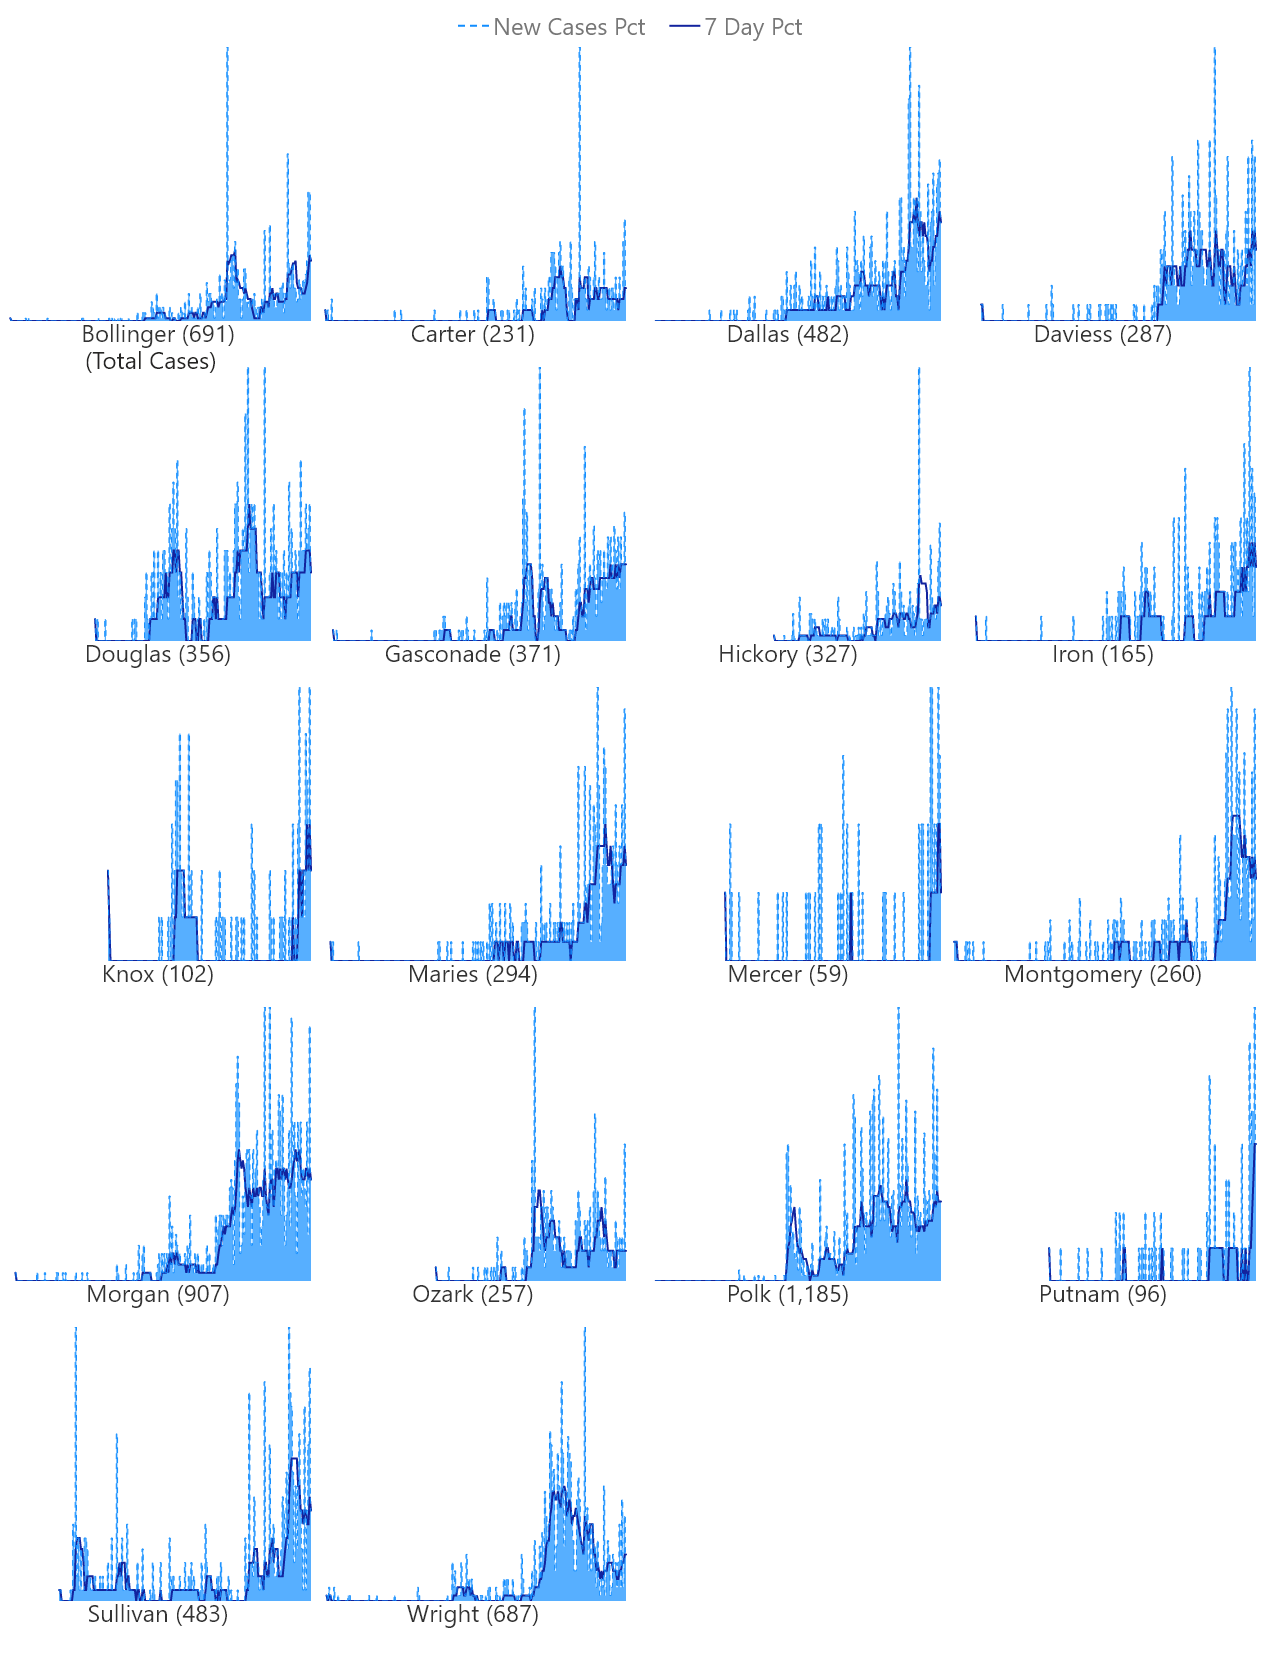 New Cases Pct 7 Day Pct
Bollinger (691) Carter (231) Dallas (482) Daviess (287)
(Total Cases)
Douglas (356) Gasconade (371) Hickory (327) Iron (165)
Knox (102) Maries (294) Mercer (59) Montgomery (260)
Morgan (907) Ozark (257) Polk (1,185) Putnam (96)
Sullivan (483) Wright (687)